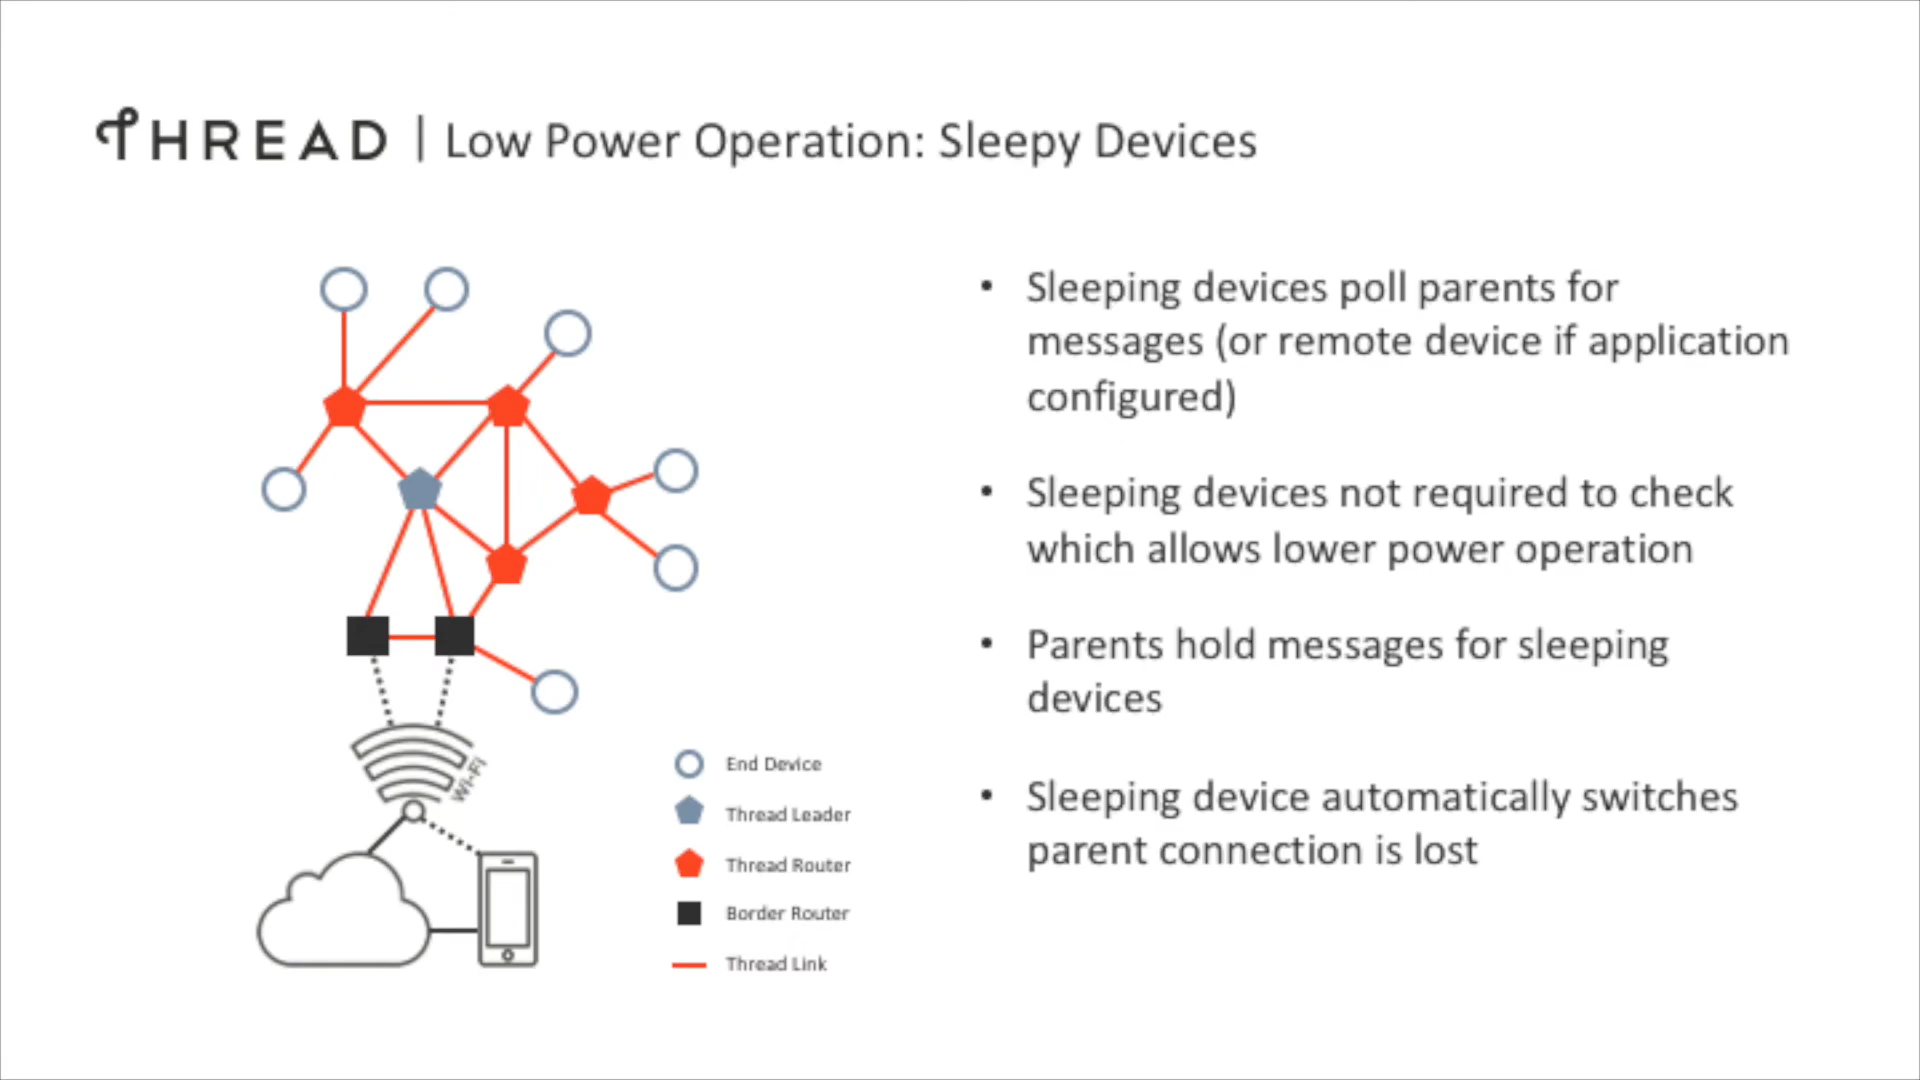 THREAD | Low Power Operation: Sleepy Devices
• Sleeping devices poll parents for
messages (or remote device if application
configured)
• Sleeping devices not required to check
which allows lower power operation
• Parents hold messages for sleeping
devices
• Sleeping device automatically switches
parent connection is lost
Wi-Fi
End Device
Thread Leader
Thread Router
Border Router
Thread Link